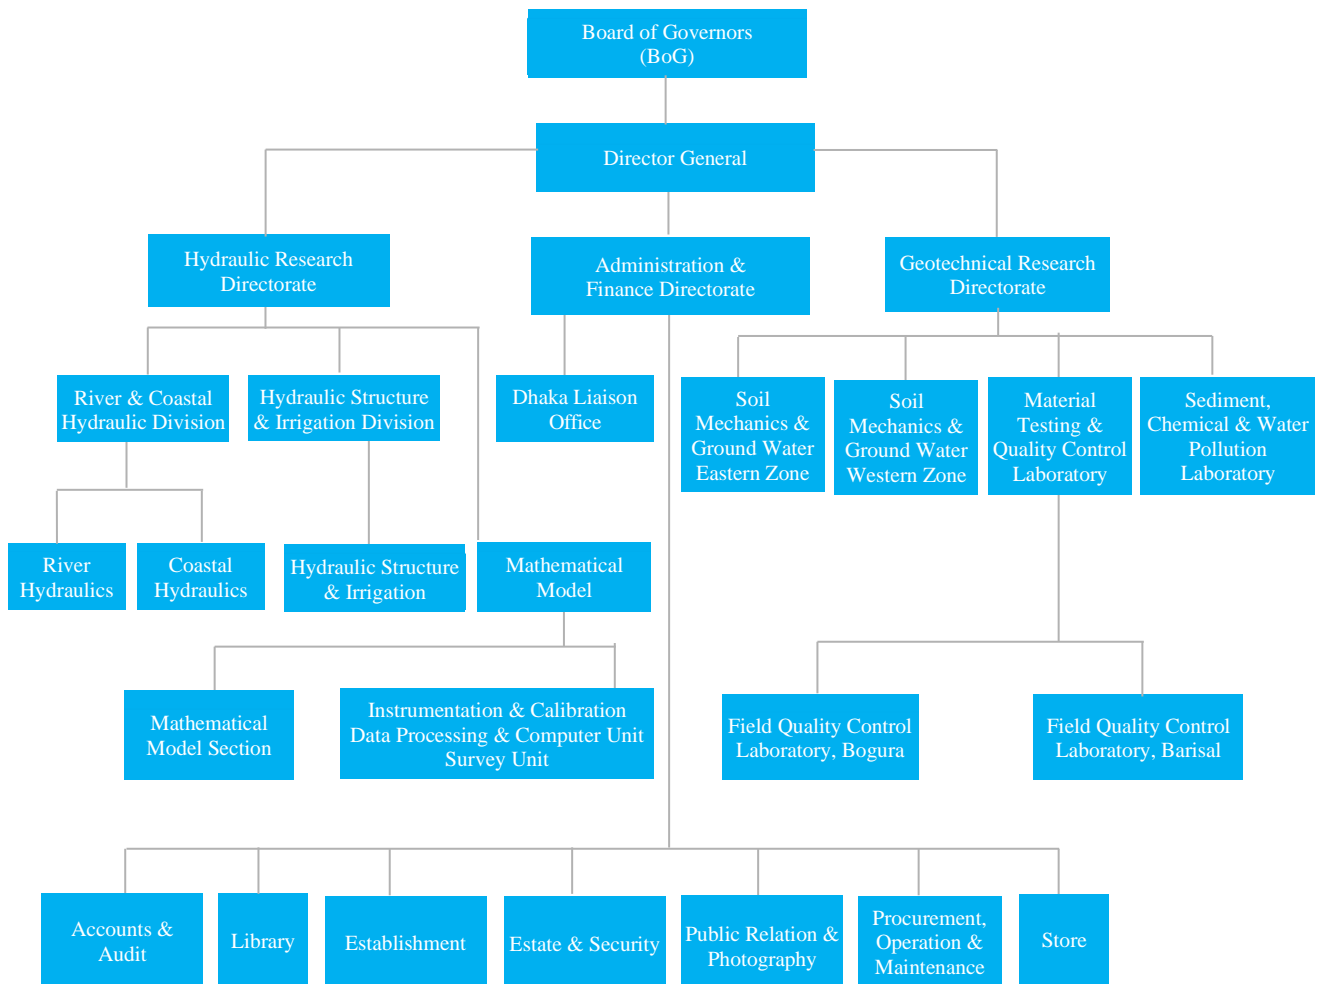 Board of Governors
(BoG)
Director General
Hydraulic Research
Directorate
Administration &
Finance Directorate
Geotechnical Research
Directorate
River & Coastal
Hydraulic Division
Hydraulic Structure
& Irrigation Division
Dhaka Liaison
Office
Soil
Mechanics &
Ground Water
Eastern Zone
Soil
Mechanics &
Ground Water
Western Zone
Material
Testing &
Quality Control
Laboratory
Sediment,
Chemical & Water
Pollution
Laboratory
River
Hydraulics
Coastal
Hydraulics
Hydraulic Structure
& Irrigation
Mathematical
Model
Mathematical
Model Section
Instrumentation & Calibration
Data Processing & Computer Unit
Survey Unit
Field Quality Control
Laboratory, Bogura
Field Quality Control
Laboratory, Barisal
Accounts &
Audit
Library
Establishment
Estate & Security
Public Relation &
Photography
Procurement,
Operation &
Maintenance
Store